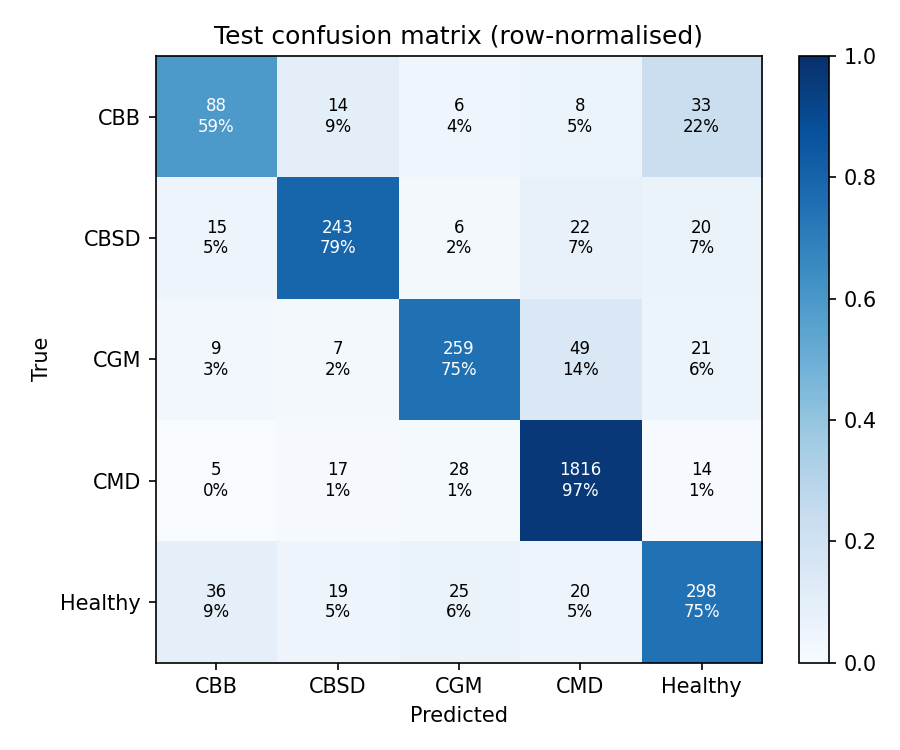 Test confusion matrix (row-normalised)
True
CBB
88 14 6 8 33
59% 9% 4% 5% 22%
CBSD
15 243 6 22 20
5% 79% 2% 7% 7%
CGM
9 7 259 49 21
3% 2% 75% 14% 6%
CMD
5 17 28 1816 14
0% 1% 1% 97% 1%
Healthy
36 19 25 20 298
9% 5% 6% 5% 75%
CBB CBSD CGM CMD Healthy
Predicted
1.0
0.8
0.6
0.4
0.2
0.0